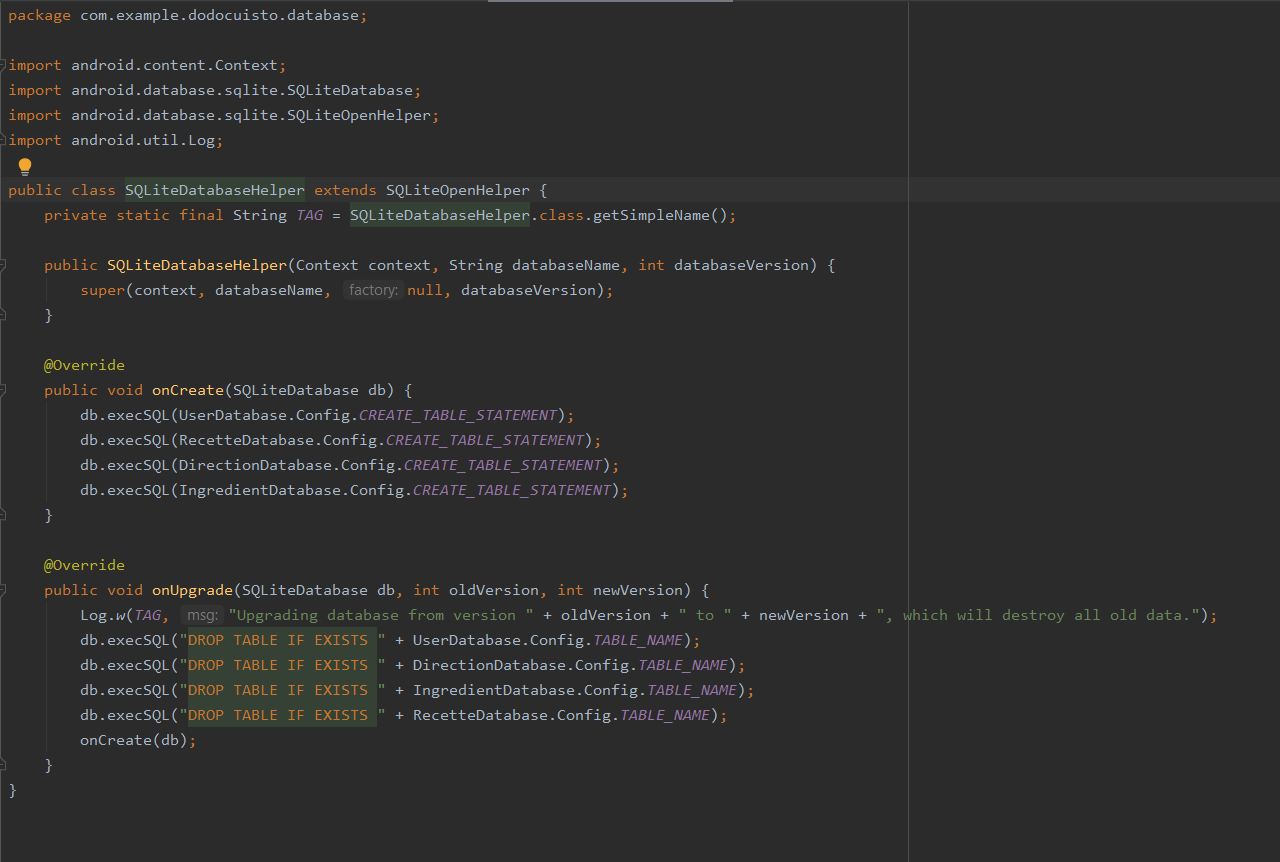 package com.example.dodocuisto.database;
import android.content.Context;
import android.database.sqlite.SQLiteDatabase;
import android.database.sqlite.SQLiteOpenHelper;
import android.util.Log;
public class SQLiteDatabaseHelper extends SQLiteOpenHelper {
private static final String TAG = SQLiteDatabaseHelper.class.getSimpleName();
public SQLiteDatabaseHelper(Context context, String databaseName, int databaseVersion) {
super(context, databaseName, factory: null, databaseVersion);
}
@Override
public void onCreate(SQLiteDatabase db) {
db.execSQL(UserDatabase.Config.CREATE_TABLE_STATEMENT);
db.execSQL(RecetteDatabase.Config.CREATE_TABLE_STATEMENT);
db.execSQL(DirectionDatabase.Config.CREATE_TABLE_STATEMENT);
db.execSQL(IngredientDatabase.Config.CREATE_TABLE_STATEMENT);
}
@Override
public void onUpgrade(SQLiteDatabase db, int oldVersion, int newVersion) {
Log.w(TAG, msg: "Upgrading database from version " + oldVersion + " to " + newVersion + ", which will destroy all old data.");
db.execSQL("DROP TABLE IF EXISTS " + UserDatabase.Config.TABLE_NAME);
db.execSQL("DROP TABLE IF EXISTS " + DirectionDatabase.Config.TABLE_NAME);
db.execSQL("DROP TABLE IF EXISTS " + IngredientDatabase.Config.TABLE_NAME);
db.execSQL("DROP TABLE IF EXISTS " + RecetteDatabase.Config.TABLE_NAME);
onCreate(db);
}
}